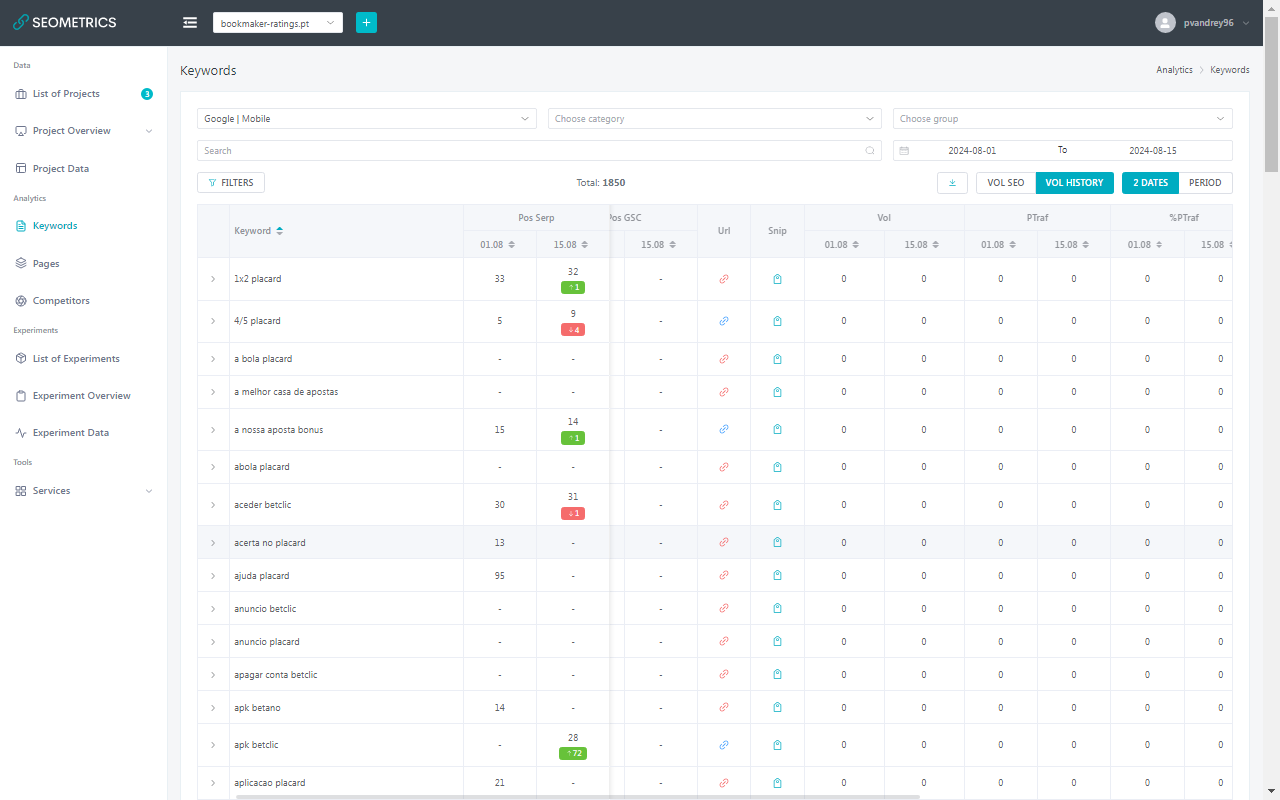 SEOMETRICS
bookmaker-ratings.pt
+
pvandrey96
Data
List of Projects 3
Project Overview
Project Data
Analytics
Keywords
Pages
Competitors
Experiments
List of Experiments
Experiment Overview
Experiment Data
Tools
Services
Keywords
Analytics > Keywords
Google | Mobile
Choose category
Choose group
Search
2024-08-01 To 2024-08-15
FILTERS
Total: 1850
VOL SEO VOL HISTORY 2 DATES PERIOD
Keyword Pos Serp Pos GSC Url Snip Vol PTraf %PTraf
01.08 15.08 15.08 01.08 15.08 01.08 15.08 01.08 15.08
1x2 placard 33 32 ↑1 - 0 0 0 0 0 0
4/5 placard 5 9 ↓4 - 0 0 0 0 0 0
a bola placard - - - 0 0 0 0 0 0
a melhor casa de apostas - - - 0 0 0 0 0 0
a nossa aposta bonus 15 14 ↑1 - 0 0 0 0 0 0
abola placard - - - 0 0 0 0 0 0
aceder betclic 30 31 ↓1 - 0 0 0 0 0 0
acerta no placard 13 - - 0 0 0 0 0 0
ajuda placard 95 - - 0 0 0 0 0 0
anuncio betclic - - - 0 0 0 0 0 0
anuncio placard - - - 0 0 0 0 0 0
apagar conta betclic - - - 0 0 0 0 0 0
apk betano 14 - - 0 0 0 0 0 0
apk betclic - 28 ↑72 - 0 0 0 0 0 0
aplicacao placard 21 - - 0 0 0 0 0 0